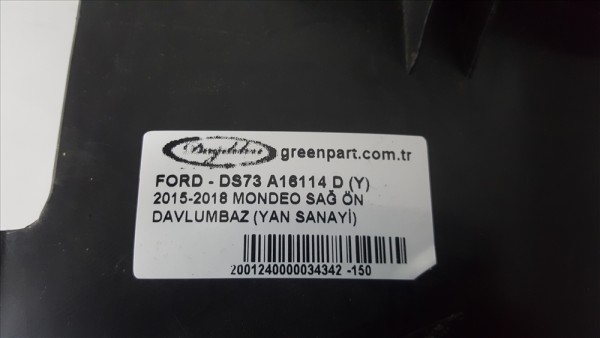 greenpart.com.tr
FORD - DS73 A16114 D (Y)
2015-2018 MONDEO SAĞ ÖN
DAVLUMBAZ (YAN SANAYİ)
2001240000034342 -150